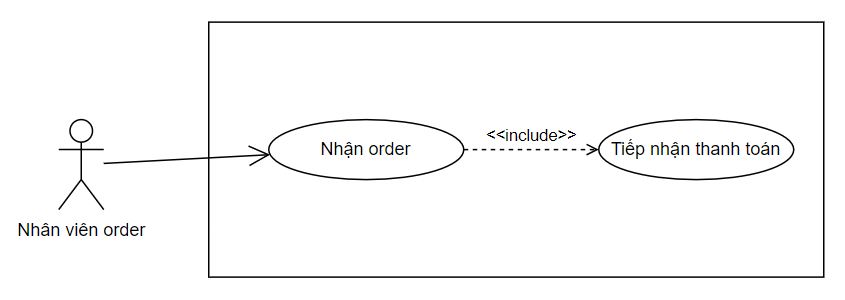 <<include>>
Nhận order
Tiếp nhận thanh toán
Nhân viên order